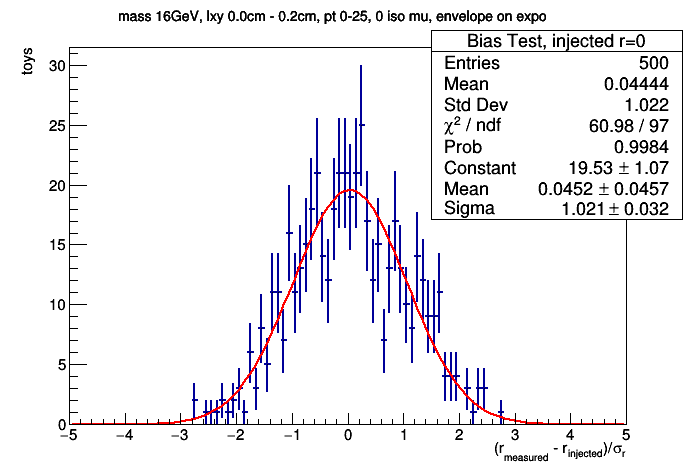 mass 16GeV, lxy 0.0cm - 0.2cm, pt 0-25, 0 iso mu, envelope on expo
Bias Test, injected r=0
Entries 500
Mean 0.04444
Std Dev 1.022
χ² / ndf 60.98 / 97
Prob 0.9984
Constant 19.53 ± 1.07
Mean 0.0452 ± 0.0457
Sigma 1.021 ± 0.032
toys
30
25
20
15
10
5
0
−5 −4 −3 −2 −1 0 1 2 3 4 5
(r_measured - r_injected)/σ_r